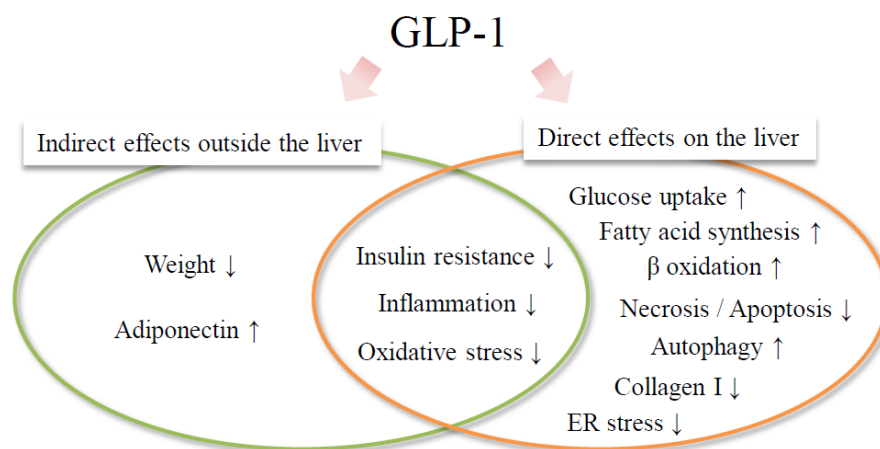 GLP-1
Indirect effects outside the liver
Direct effects on the liver
Weight ↓
Adiponectin ↑
Insulin resistance ↓
Inflammation ↓
Oxidative stress ↓
Glucose uptake ↑
Fatty acid synthesis ↑
β oxidation ↑
Necrosis / Apoptosis ↓
Autophagy ↑
Collagen I ↓
ER stress ↓